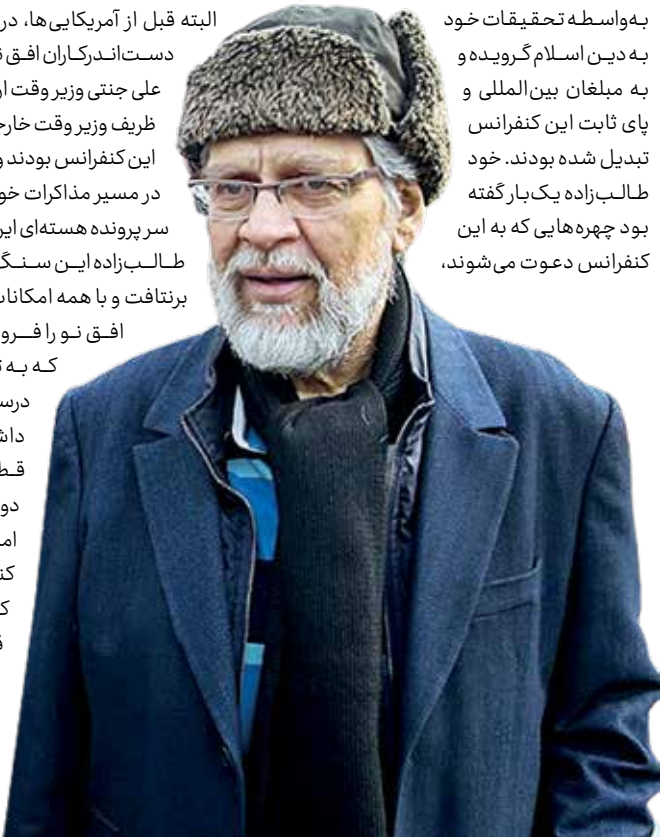 به‌واسطه تحقیقات خود
به دین اسلام گرویده و
به مبلغان بین‌المللی و
پای ثابت این کنفرانس
تبدیل شده بودند. خود
طالب‌زاده یک‌بار گفته
بود چهره‌هایی که به این
کنفرانس دعوت می‌شوند،
البته قبل از آمریکایی‌ها، در
دست‌اندرکاران افق
علی جنتی وزیر وقت
ظریف وزیر وقت
این کنفرانس بودند و
در مسیر مذاکرات
سر پرونده هسته‌ای
طالب‌زاده این
برنتافت و با همه
افق نو را
که به